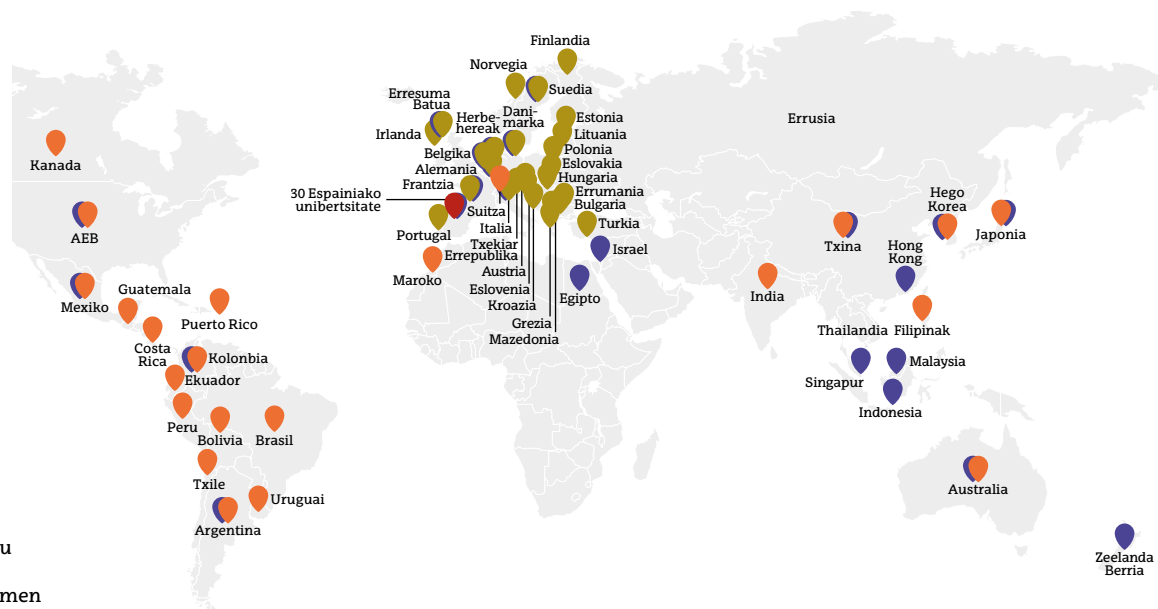 Finlandia
Norvegia
Suedia
Erresuma
Batua
Irlanda
Herbe-
hereak
Dani-
marka
Estonia
Lituania
Polonia
Eslovakia
Hungaria
Errumania
Bulgaria
Turkia
Belgika
Alemania
Frantzia
30 Espainiako
unibertsitate
Suitza
Italia
Txekiar
Errepublika
Austria
Eslovenia
Kroazia
Grezia
Mazedonia
Portugal
Maroko
Israel
Egipto
Errusia
Kanada
AEB
Mexiko
Guatemala
Puerto Rico
Costa
Rica
Kolonbia
Ekuador
Peru
Bolivia
Brasil
Txile
Uruguai
Argentina
Txina
Hego
Korea
Japonia
Hong
Kong
India
Thailandia
Filipinak
Singapur
Malaysia
Indonesia
Australia
Zeelanda
Berria
u
men